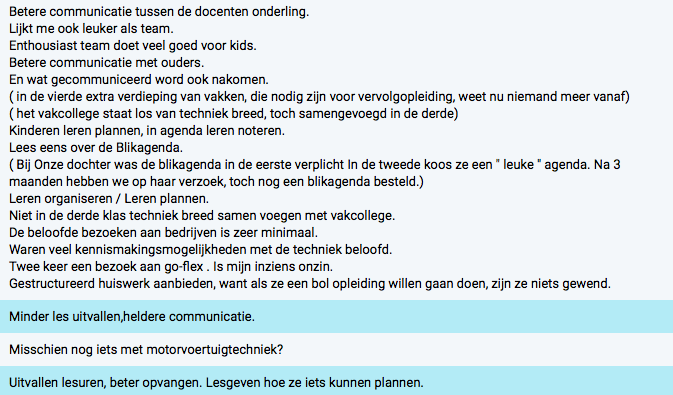 Betere communicatie tussen de docenten onderling.
Lijkt me ook leuker als team.
Enthousiast team doet veel goed voor kids.
Betere communicatie met ouders.
En wat gecommuniceerd word ook nakomen.
( in de vierde extra verdieping van vakken, die nodig zijn voor vervolgopleiding, weet nu niemand meer vanaf)
( het vakcollege staat los van techniek breed, toch samengevoegd in de derde)
Kinderen leren plannen, in agenda leren noteren.
Lees eens over de Blikagenda.
( Bij Onze dochter was de blikagenda in de eerste verplicht In de tweede koos ze een " leuke " agenda. Na 3
maanden hebben we op haar verzoek, toch nog een blikagenda besteld.)
Leren organiseren / Leren plannen.
Niet in de derde klas techniek breed samen voegen met vakcollege.
De beloofde bezoeken aan bedrijven is zeer minimaal.
Waren veel kennismakingsmogelijkheden met de techniek beloofd.
Twee keer een bezoek aan go-flex . Is mijn inziens onzin.
Gestructureerd huiswerk aanbieden, want als ze een bol opleiding willen gaan doen, zijn ze niets gewend.
Minder les uitvallen,heldere communicatie.
Misschien nog iets met motorvoertuigtechniek?
Uitvallen lesuren, beter opvangen. Lesgeven hoe ze iets kunnen plannen.